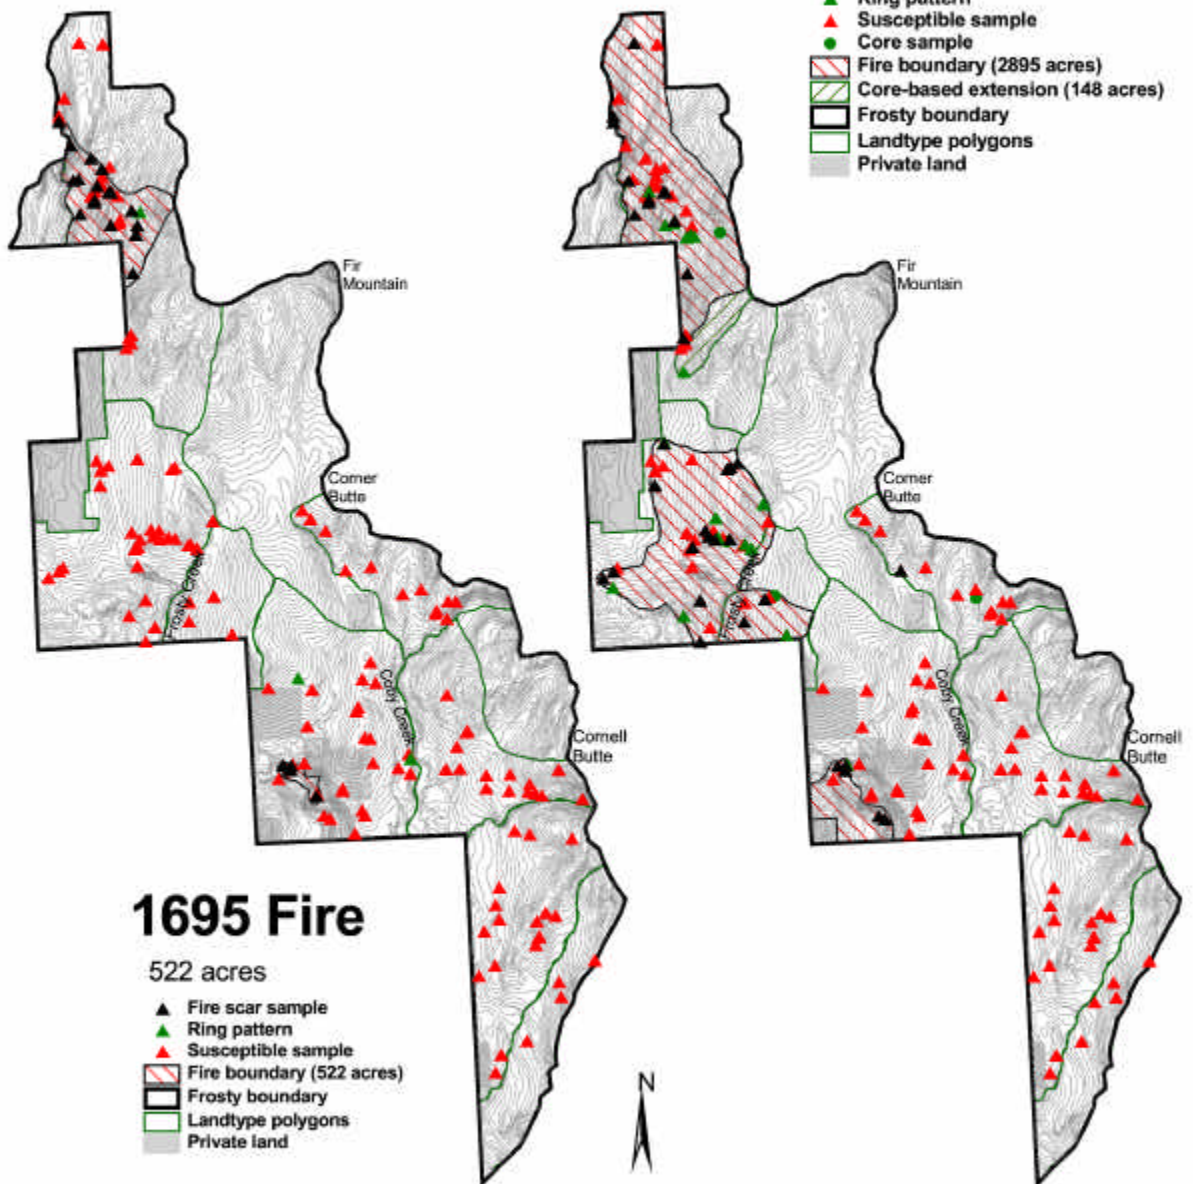 Ring pattern
Susceptible sample
Core sample
Fire boundary (2895 acres)
Core-based extension (148 acres)
Frosty boundary
Landtype polygons
Private land
Fir
Mountain
Corner
Butte
Frosty Creek
Coby Creek
Cornell
Butte
Fir
Mountain
Corner
Butte
Frosty Creek
Coby Creek
Cornell
Butte
1695 Fire
522 acres
Fire scar sample
Ring pattern
Susceptible sample
Fire boundary (522 acres)
Frosty boundary
Landtype polygons
Private land
N